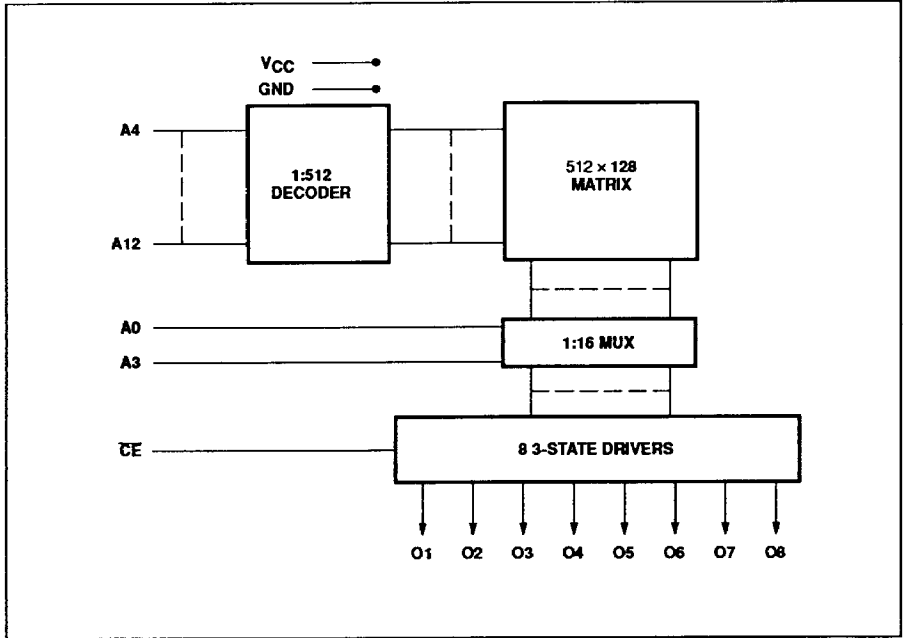 VCC
GND
A4
1:512
DECODER
512 × 128
MATRIX
A12
A0
1:16 MUX
A3
CE
8 3-STATE DRIVERS
O1 O2 O3 O4 O5 O6 O7 O8